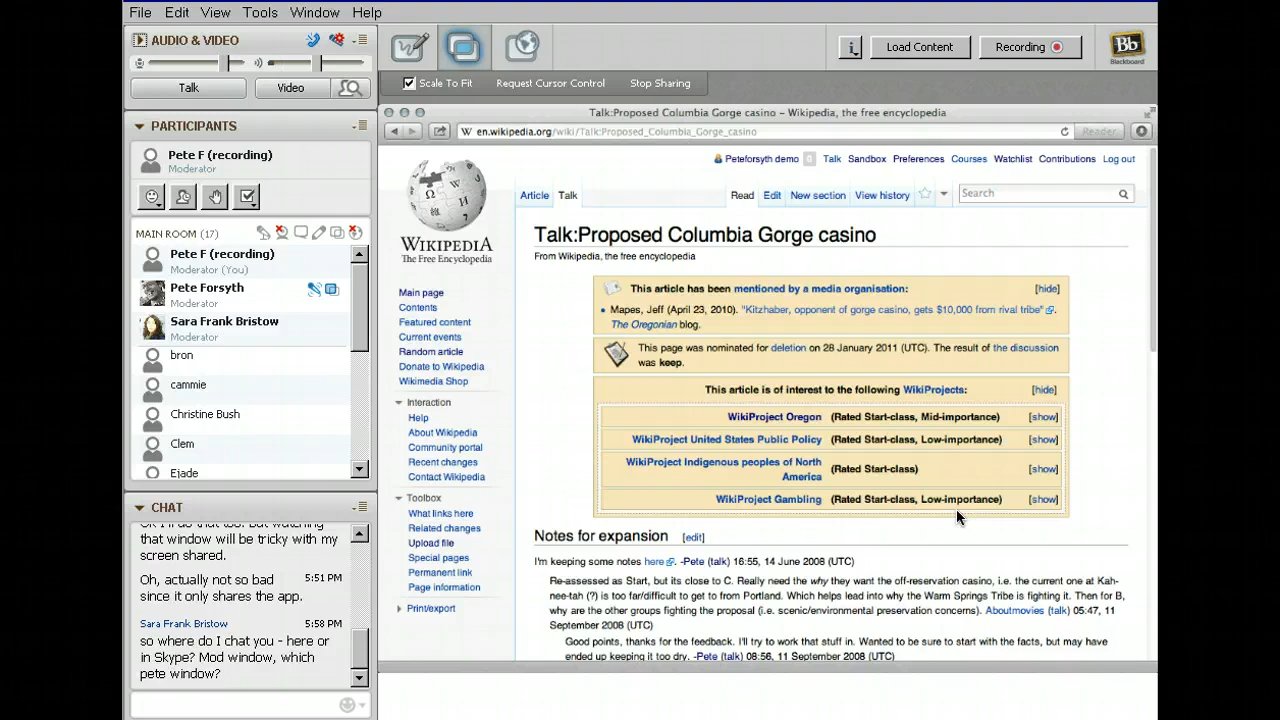 File Edit View Tools Window Help
AUDIO & VIDEO
Talk Video
PARTICIPANTS
Pete F (recording)
Moderator
MAIN ROOM (17)
Pete F (recording)
Moderator (You)
Pete Forsyth
Moderator
Sara Frank Bristow
Moderator
bron
cammie
Christine Bush
Clem
Ejade
CHAT
that window will be tricky with my
screen shared.
Oh, actually not so bad 5:51 PM
since it only shares the app.
Sara Frank Bristow 5:58 PM
so where do I chat you - here or
in Skype? Mod window, which
pete window?
i Load Content Recording Bb
Blackboard
Scale To Fit Request Cursor Control Stop Sharing
Talk:Proposed Columbia Gorge casino – Wikipedia, the free encyclopedia
W en.wikipedia.org/wiki/Talk:Proposed_Columbia_Gorge_casino Reader
WIKIPEDIA
The Free Encyclopedia
Main page
Contents
Featured content
Current events
Random article
Donate to Wikipedia
Wikimedia Shop
Interaction
Help
About Wikipedia
Community portal
Recent changes
Contact Wikipedia
Toolbox
What links here
Related changes
Upload file
Special pages
Permanent link
Page information
Print/export
Peteforsyth demo 0 Talk Sandbox Preferences Courses Watchlist Contributions Log out
Article Talk Read Edit New section View history Search
Talk:Proposed Columbia Gorge casino
From Wikipedia, the free encyclopedia
This article has been mentioned by a media organisation: [hide]
• Mapes, Jeff (April 23, 2010). "Kitzhaber, opponent of gorge casino, gets $10,000 from rival tribe".
The Oregonian blog.
This page was nominated for deletion on 28 January 2011 (UTC). The result of the discussion
was keep.
This article is of interest to the following WikiProjects: [hide]
WikiProject Oregon (Rated Start-class, Mid-importance) [show]
WikiProject United States Public Policy (Rated Start-class, Low-importance) [show]
WikiProject Indigenous peoples of North
America (Rated Start-class) [show]
WikiProject Gambling (Rated Start-class, Low-importance) [show]
Notes for expansion [edit]
I'm keeping some notes here. -Pete (talk) 16:55, 14 June 2008 (UTC)
Re-assessed as Start, but its close to C. Really need the why they want the off-reservation casino, i.e. the current one at Kah-
nee-tah (?) is too far/difficult to get to from Portland. Which helps lead into why the Warm Springs Tribe is fighting it. Then for B,
why are the other groups fighting the proposal (i.e. scenic/environmental preservation concerns). Aboutmovies (talk) 05:47, 11
September 2008 (UTC)
Good points, thanks for the feedback. I'll try to work that stuff in. Wanted to be sure to start with the facts, but may have
ended up keeping it too dry. -Pete (talk) 08:56, 11 September 2008 (UTC)